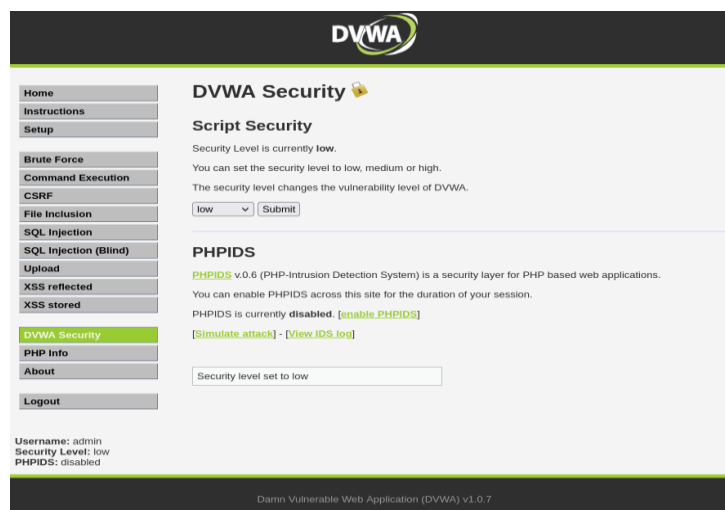 DVWA
Home
Instructions
Setup
Brute Force
Command Execution
CSRF
File Inclusion
SQL Injection
SQL Injection (Blind)
Upload
XSS reflected
XSS stored
DVWA Security
PHP Info
About
Logout
Username: admin
Security Level: low
PHPIDS: disabled
DVWA Security
Script Security
Security Level is currently low.
You can set the security level to low, medium or high.
The security level changes the vulnerability level of DVWA.
low Submit
PHPIDS
PHPIDS v.0.6 (PHP-Intrusion Detection System) is a security layer for PHP based web applications.
You can enable PHPIDS across this site for the duration of your session.
PHPIDS is currently disabled. [enable PHPIDS]
[Simulate attack] - [View IDS log]
Security level set to low
Damn Vulnerable Web Application (DVWA) v1.0.7